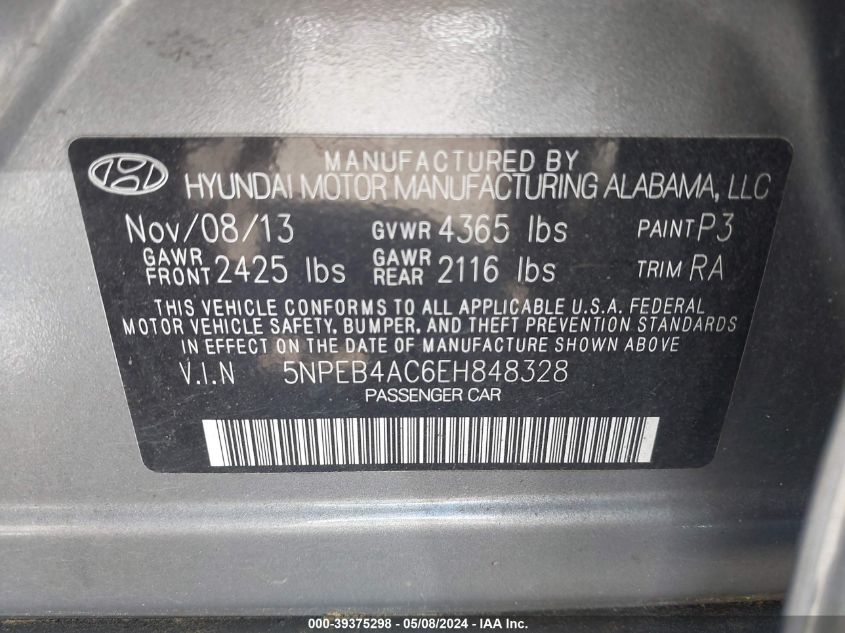 MANUFACTURED BY
HYUNDAI MOTOR MANUFACTURING ALABAMA, LLC
Nov/08/13 GVWR 4365 lbs PAINT P3
GAWR FRONT 2425 lbs GAWR REAR 2116 lbs TRIM RA
THIS VEHICLE CONFORMS TO ALL APPLICABLE U.S.A. FEDERAL
MOTOR VEHICLE SAFETY, BUMPER, AND THEFT PREVENTION STANDARDS
IN EFFECT ON THE DATE OF MANUFACTURE SHOWN ABOVE.
V.I.N 5NPEB4AC6EH848328
PASSENGER CAR
000-39375298 - 05/08/2024 - IAA Inc.